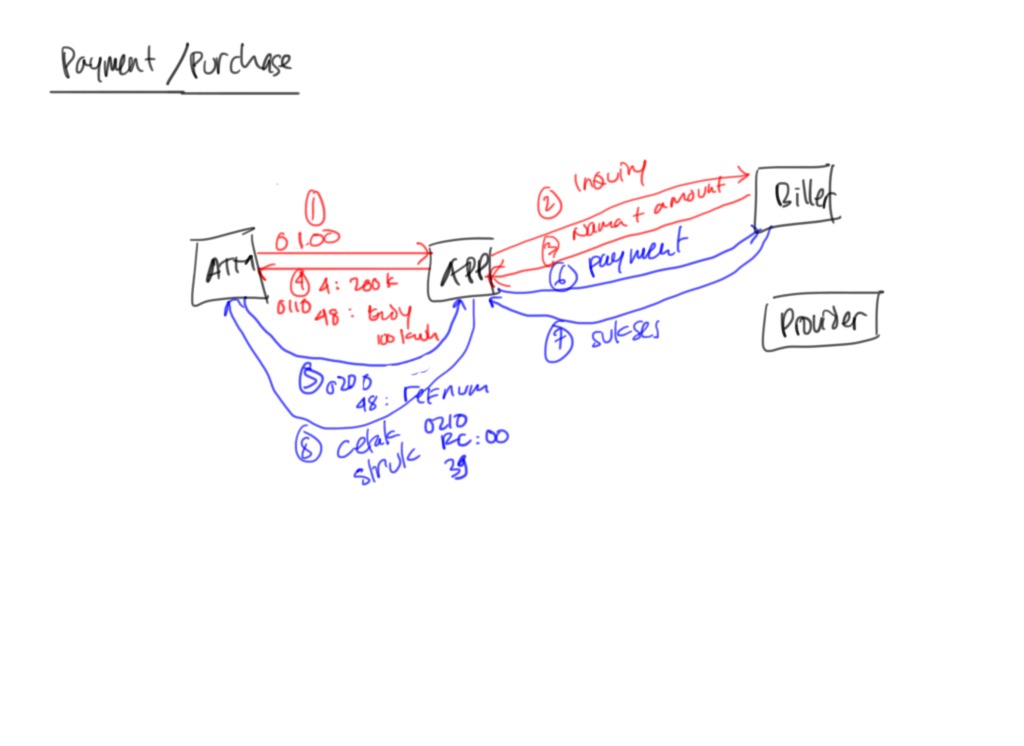 Payment / Purchase
Biller
2 Inquiry
3 Nama + amount
1
0100
ATM
APP
4 4: 200k
0110
48: tedy
100 kwh
6 payment
7 sukses
Provider
5 0200
48: refnum
8 cetak 0210
struk RC: 00
39